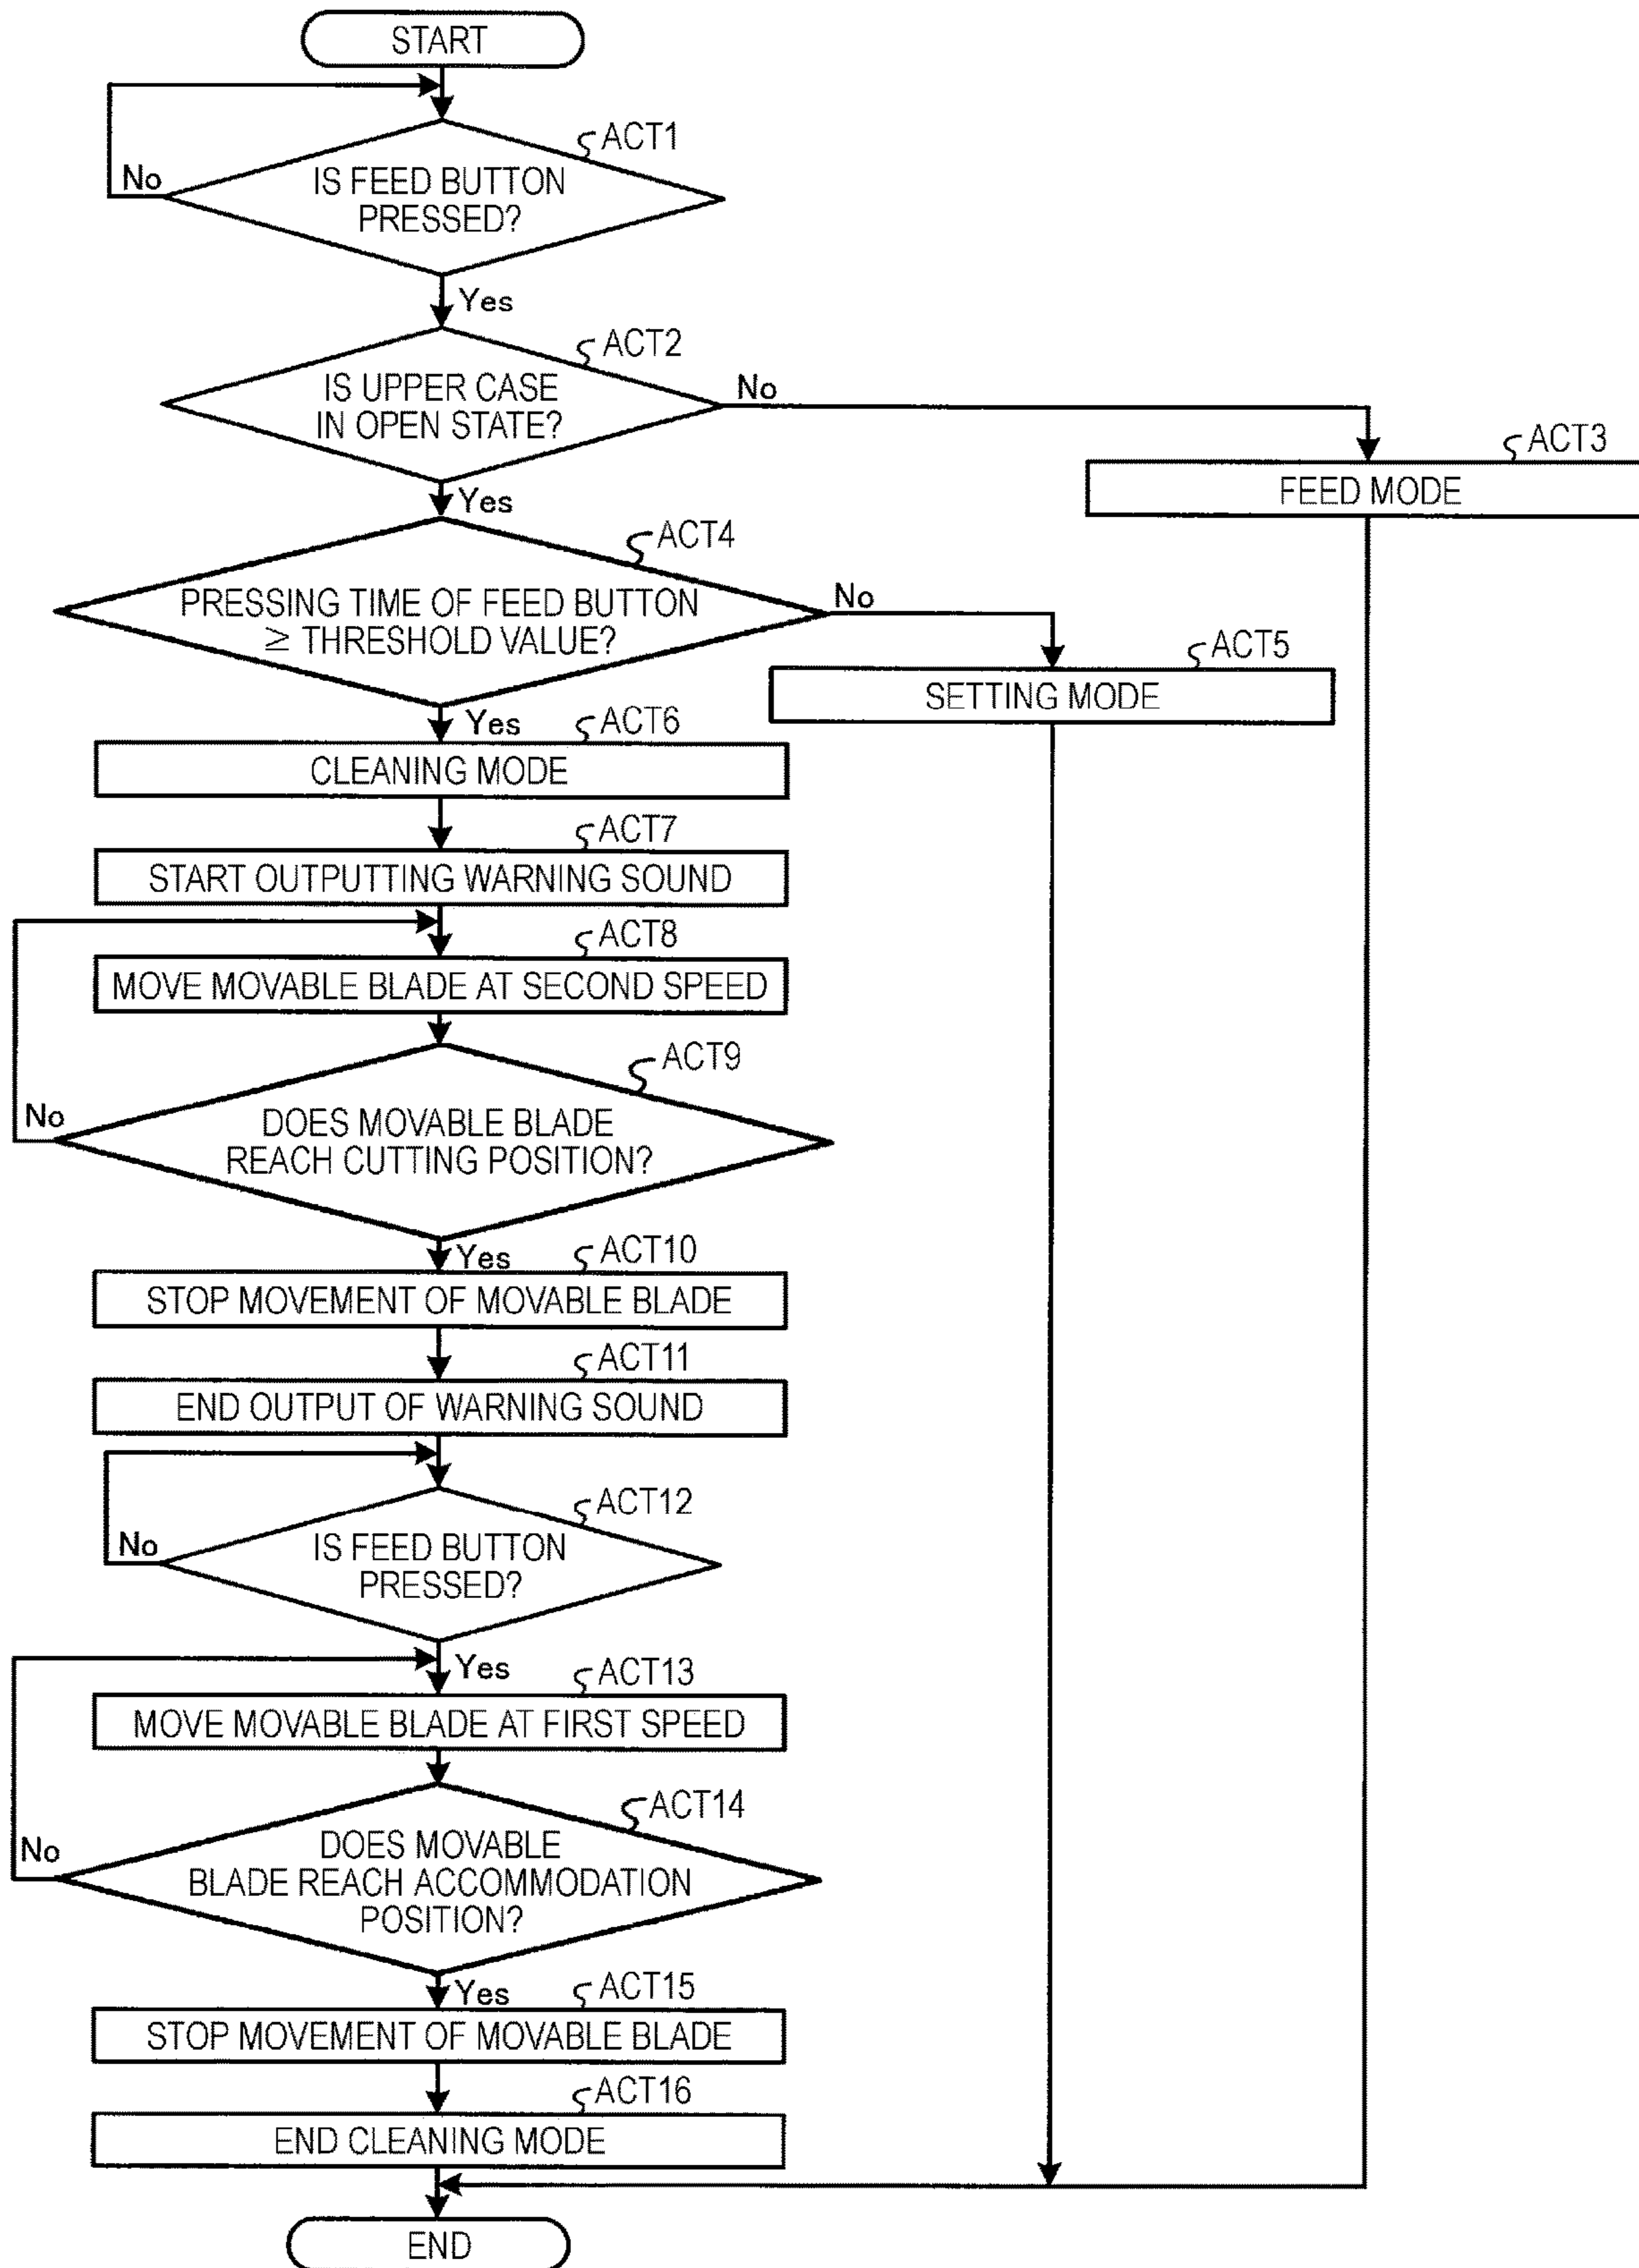 START
ACT1
No
IS FEED BUTTON
PRESSED?
Yes
ACT2
No
IS UPPER CASE
IN OPEN STATE?
ACT3
FEED MODE
Yes
ACT4
No
PRESSING TIME OF FEED BUTTON
≥ THRESHOLD VALUE?
ACT5
SETTING MODE
Yes
ACT6
CLEANING MODE
ACT7
START OUTPUTTING WARNING SOUND
ACT8
MOVE MOVABLE BLADE AT SECOND SPEED
ACT9
No
DOES MOVABLE BLADE
REACH CUTTING POSITION?
Yes
ACT10
STOP MOVEMENT OF MOVABLE BLADE
ACT11
END OUTPUT OF WARNING SOUND
ACT12
No
IS FEED BUTTON
PRESSED?
Yes
ACT13
MOVE MOVABLE BLADE AT FIRST SPEED
ACT14
No
DOES MOVABLE
BLADE REACH ACCOMMODATION
POSITION?
Yes
ACT15
STOP MOVEMENT OF MOVABLE BLADE
ACT16
END CLEANING MODE
END